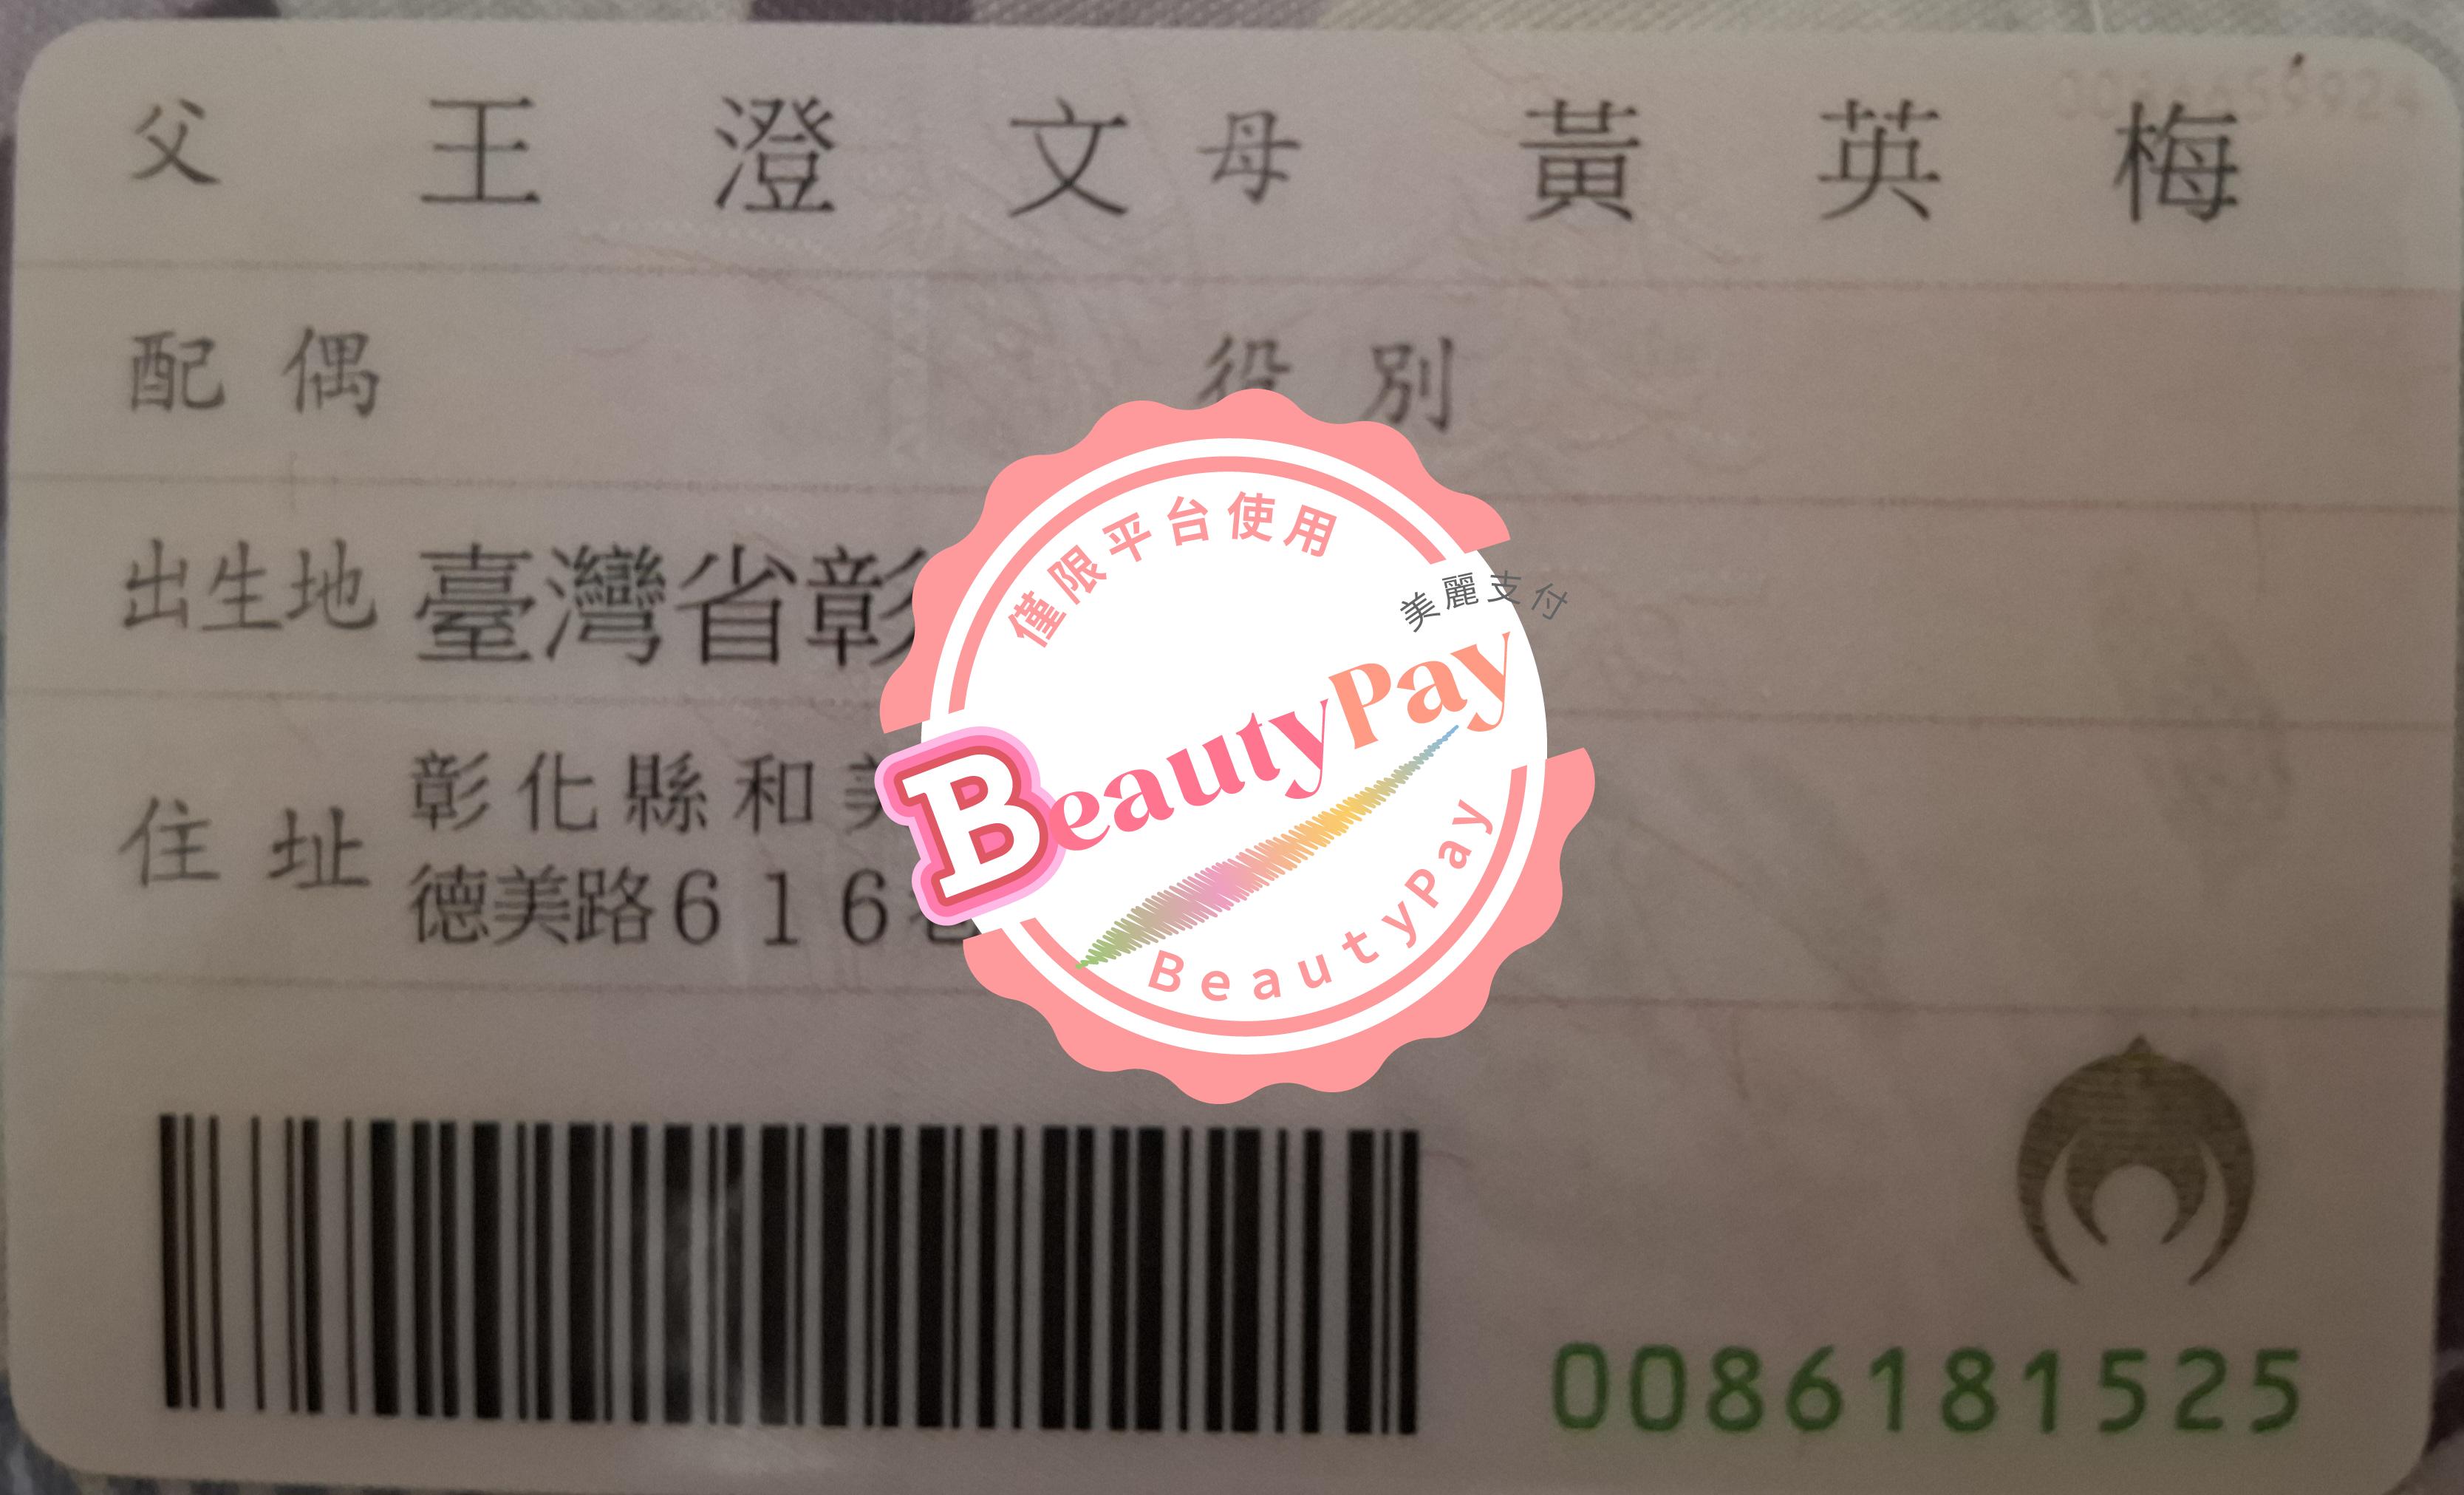 父 王澄文 母 黃英梅
配偶 役別
出生地 臺灣省彰
住址 彰化縣和美
德美路616
僅限平台使用
美麗支付
BeautyPay
BeautyPay
0086181525